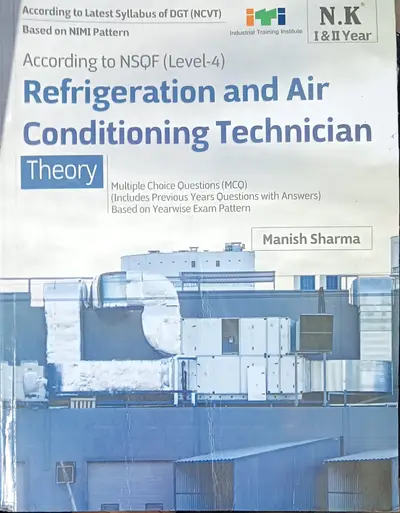 According to Latest Syllabus of DGT (NCVT)
Based on NIMI Pattern
iti
Industrial Training Institute
N.K®
I & II Year
According to NSQF (Level-4)
Refrigeration and Air
Conditioning Technician
Theory
Multiple Choice Questions (MCQ)
(Includes Previous Years Questions with Answers)
Based on Yearwise Exam Pattern
Manish Sharma